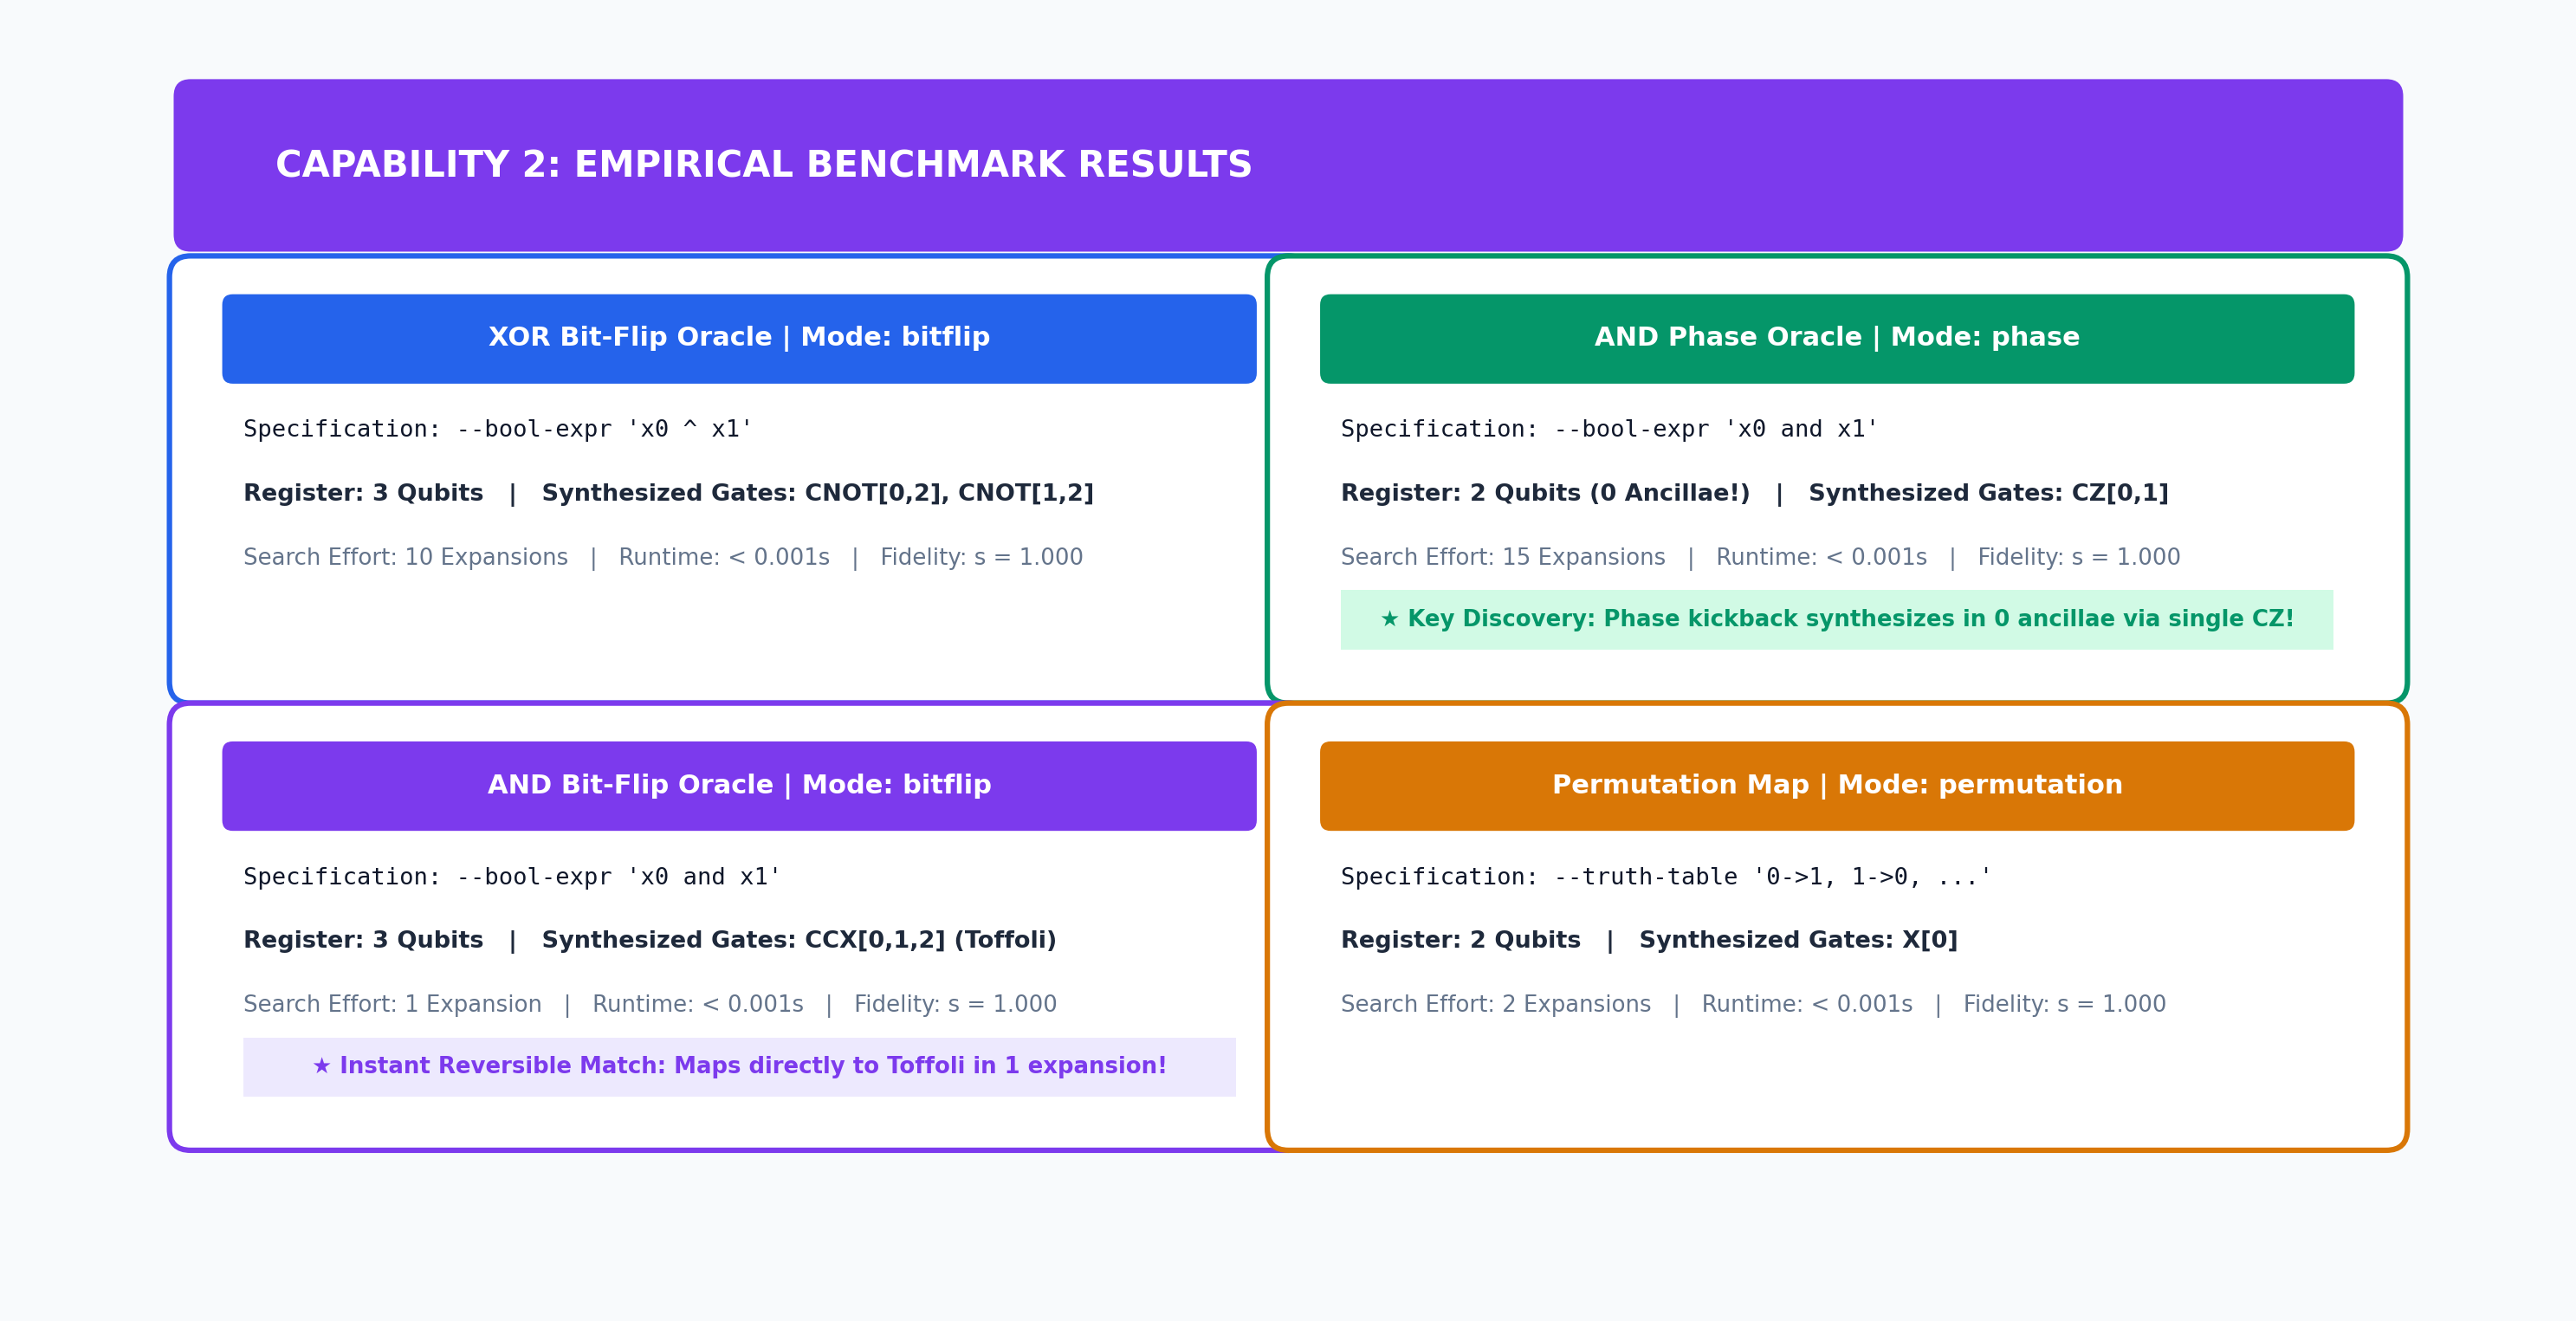 CAPABILITY 2: EMPIRICAL BENCHMARK RESULTS
XOR Bit-Flip Oracle | Mode: bitflip
Specification: --bool-expr 'x0 ^ x1'
Register: 3 Qubits | Synthesized Gates: CNOT[0,2], CNOT[1,2]
Search Effort: 10 Expansions | Runtime: < 0.001s | Fidelity: s = 1.000
AND Phase Oracle | Mode: phase
Specification: --bool-expr 'x0 and x1'
Register: 2 Qubits (0 Ancillae!) | Synthesized Gates: CZ[0,1]
Search Effort: 15 Expansions | Runtime: < 0.001s | Fidelity: s = 1.000
★ Key Discovery: Phase kickback synthesizes in 0 ancillae via single CZ!
AND Bit-Flip Oracle | Mode: bitflip
Specification: --bool-expr 'x0 and x1'
Register: 3 Qubits | Synthesized Gates: CCX[0,1,2] (Toffoli)
Search Effort: 1 Expansion | Runtime: < 0.001s | Fidelity: s = 1.000
★ Instant Reversible Match: Maps directly to Toffoli in 1 expansion!
Permutation Map | Mode: permutation
Specification: --truth-table '0->1, 1->0, ...'
Register: 2 Qubits | Synthesized Gates: X[0]
Search Effort: 2 Expansions | Runtime: < 0.001s | Fidelity: s = 1.000